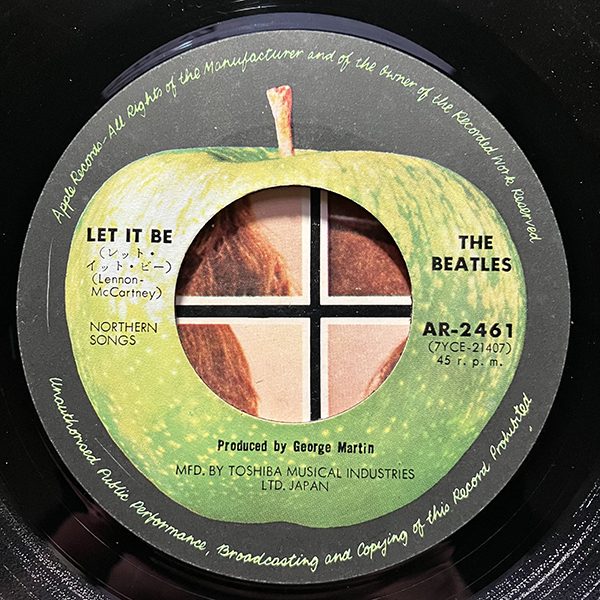 Apple Records-All Rights of the Manufacturer and of the Owner of the Recorded Work Reserved
LET IT BE
(レット・
イット・ビー)
(Lennon-
McCartney)
NORTHERN
SONGS
THE
BEATLES
AR-2461
(7YCE-21407)
45 r. p. m.
Produced by George Martin
MFD. BY TOSHIBA MUSICAL INDUSTRIES
LTD. JAPAN
Unauthorised Public Performance, Broadcasting and Copying of this Record Prohibited